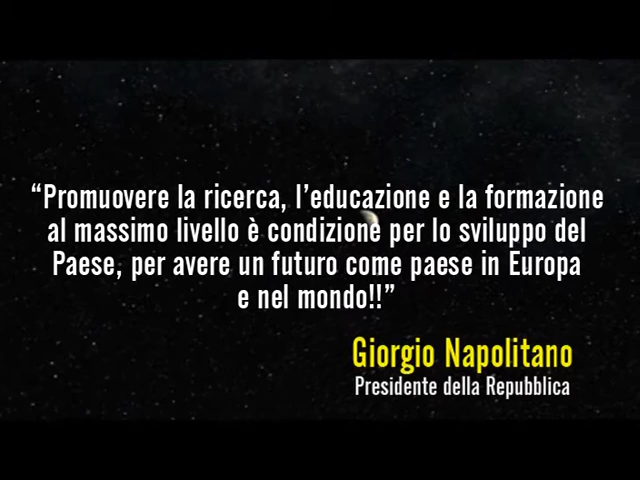 “Promuovere la ricerca, l’educazione e la formazione
al massimo livello è condizione per lo sviluppo del
Paese, per avere un futuro come paese in Europa
e nel mondo!!”
Giorgio Napolitano
Presidente della Repubblica